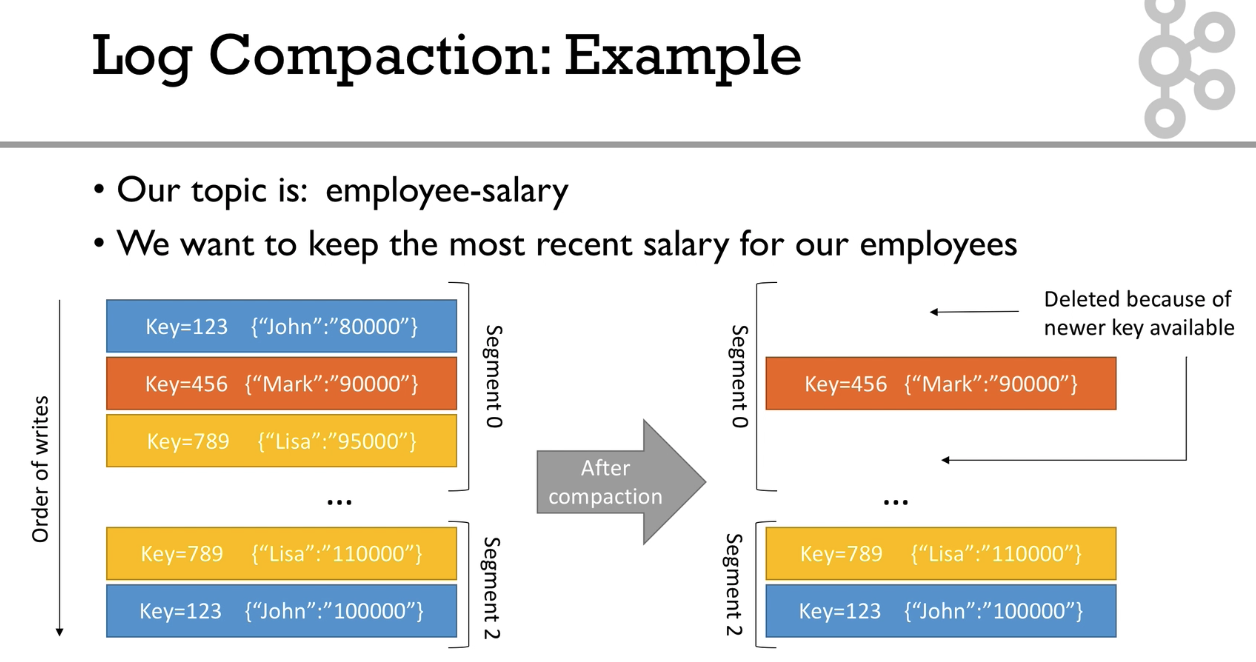 Log Compaction: Example
• Our topic is:  employee-salary
• We want to keep the most recent salary for our employees
Order of writes
Key=123 {“John”:”80000”}
Key=456 {“Mark”:”90000”}
Key=789 {“Lisa”:”95000”}
...
Key=789 {“Lisa”:”110000”}
Key=123 {“John”:”100000”}
Segment 0
Segment 2
After
compaction
Segment 0
Segment 2
Key=456 {“Mark”:”90000”}
...
Key=789 {“Lisa”:”110000”}
Key=123 {“John”:”100000”}
Deleted because of
newer key available